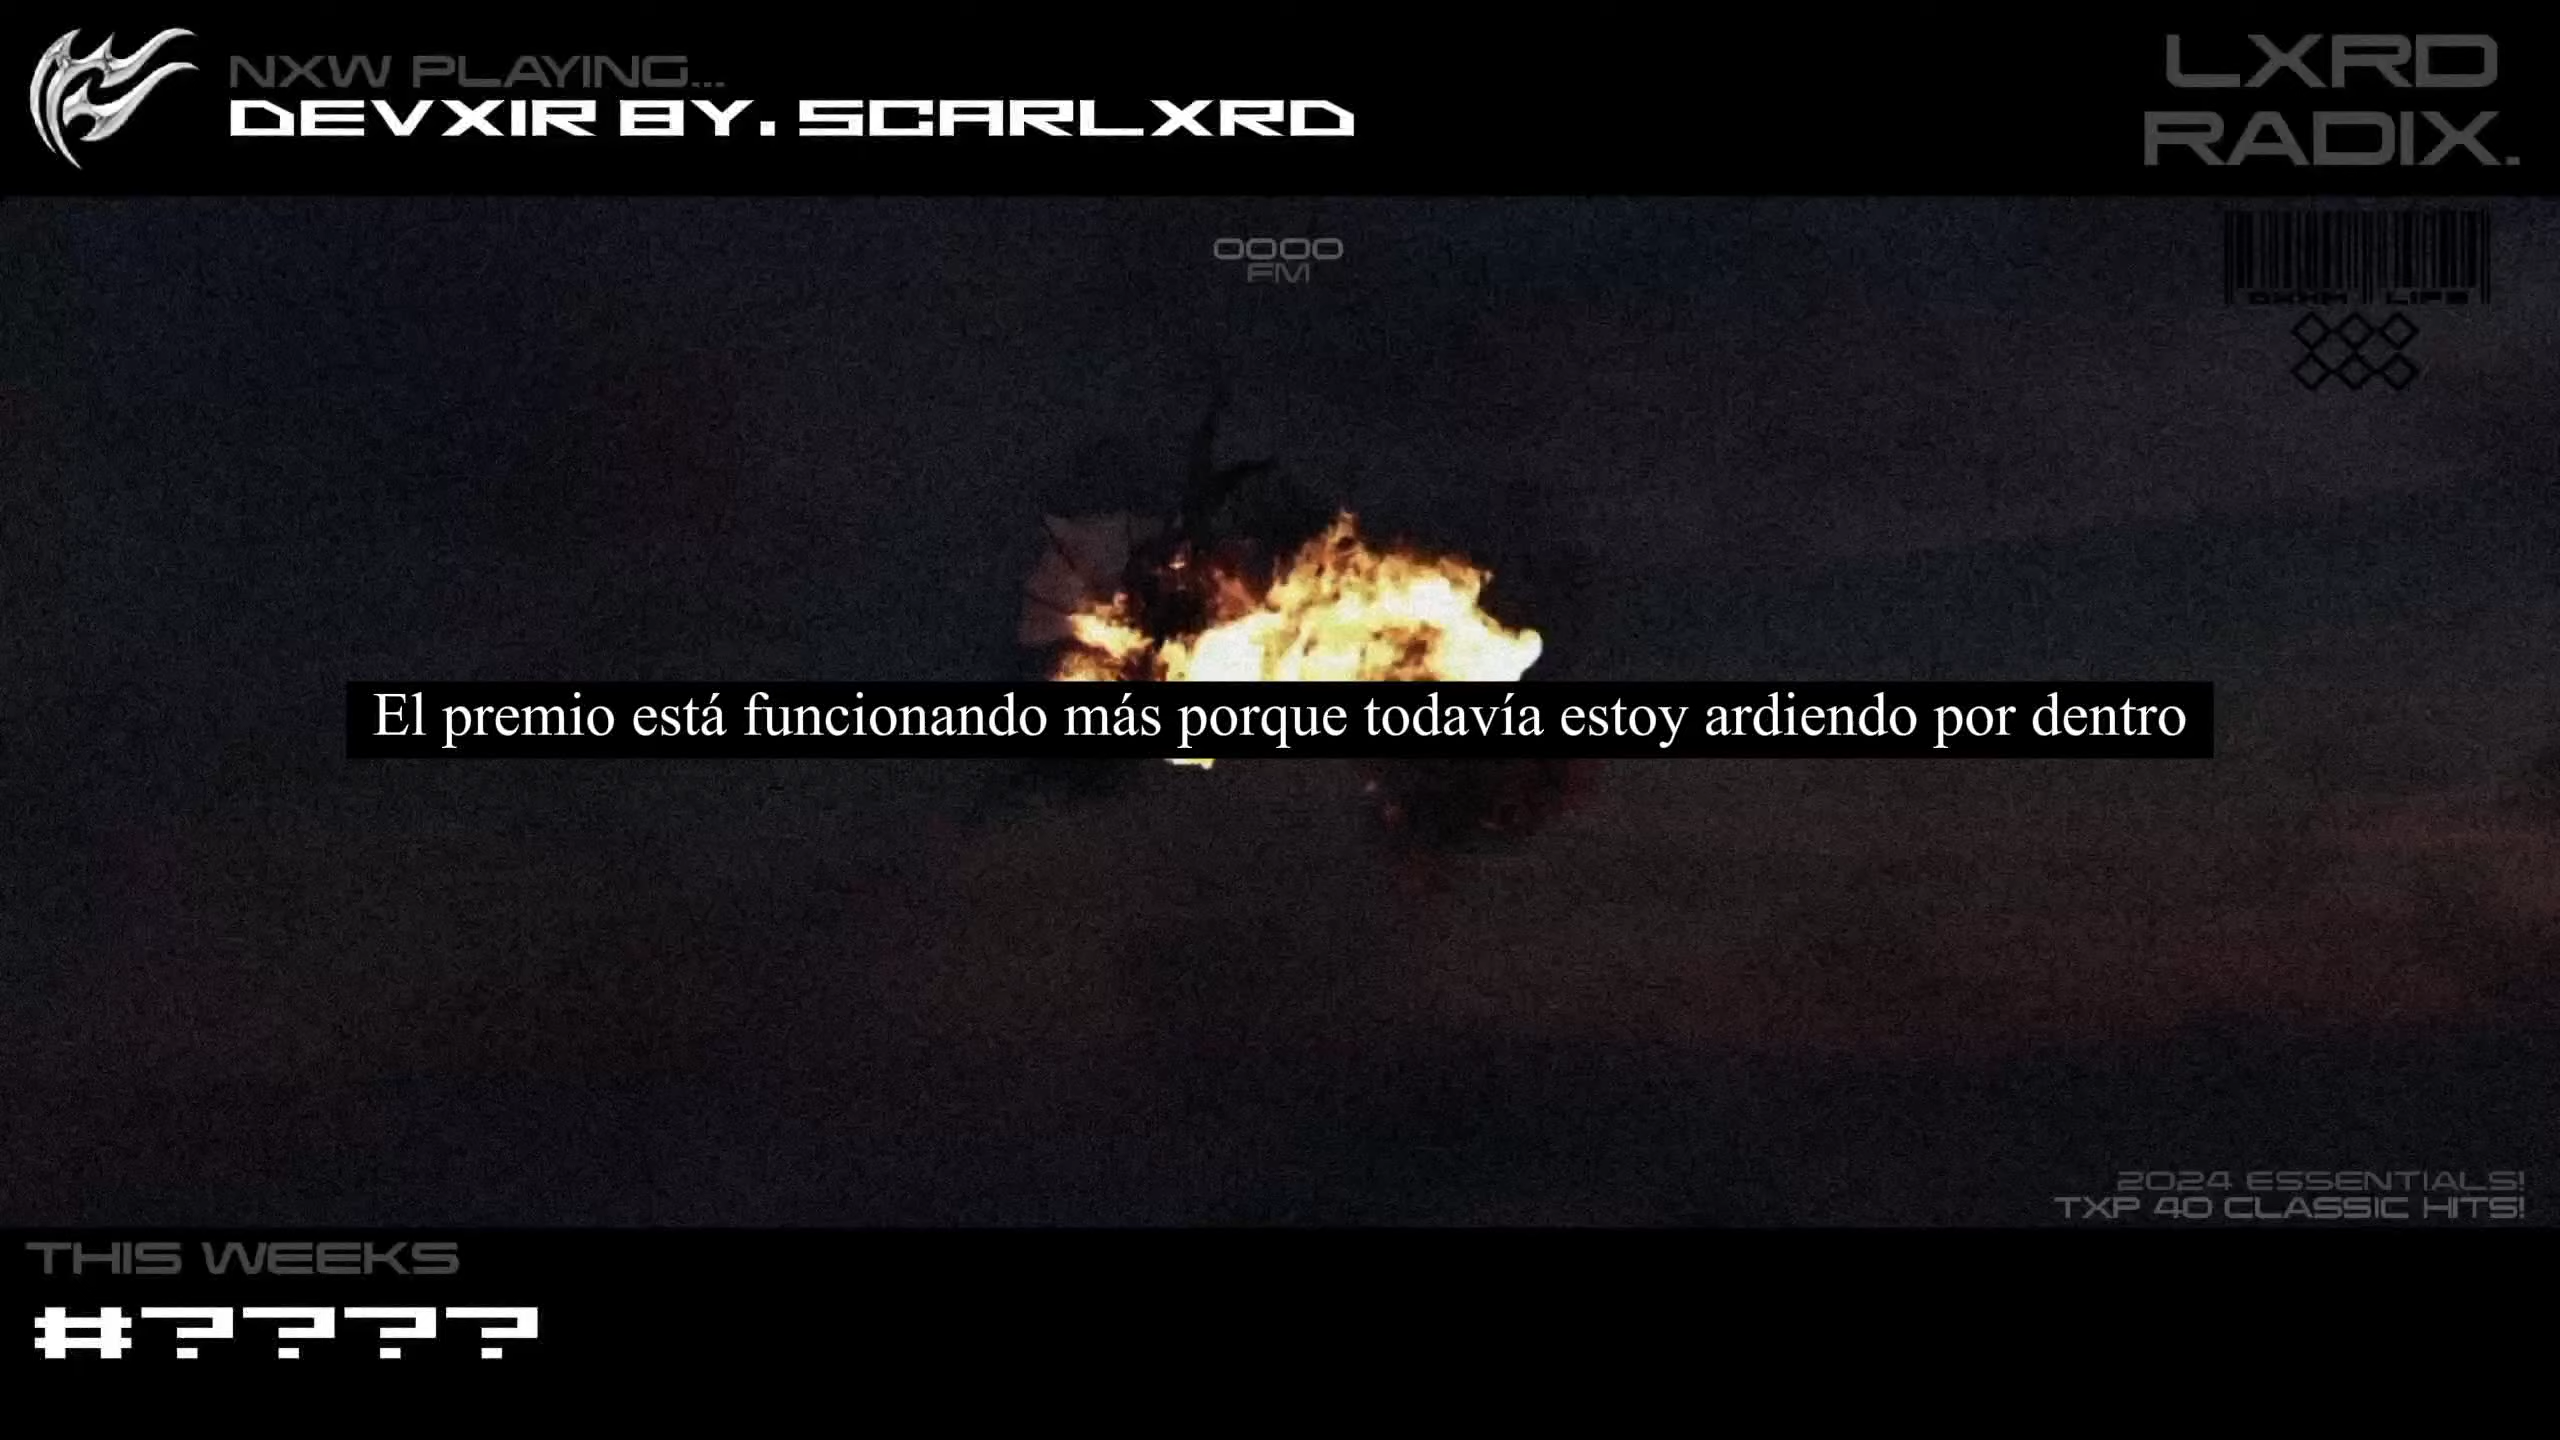 NXW PLAYING...
DEVXIR BY. SCARLXRD
LXRD
RADIX.
0000
FM
El premio está funcionando más porque todavía estoy ardiendo por dentro
2024 ESSENTIALS!
TXP 40 CLASSIC HITS!
THIS WEEKS
#????